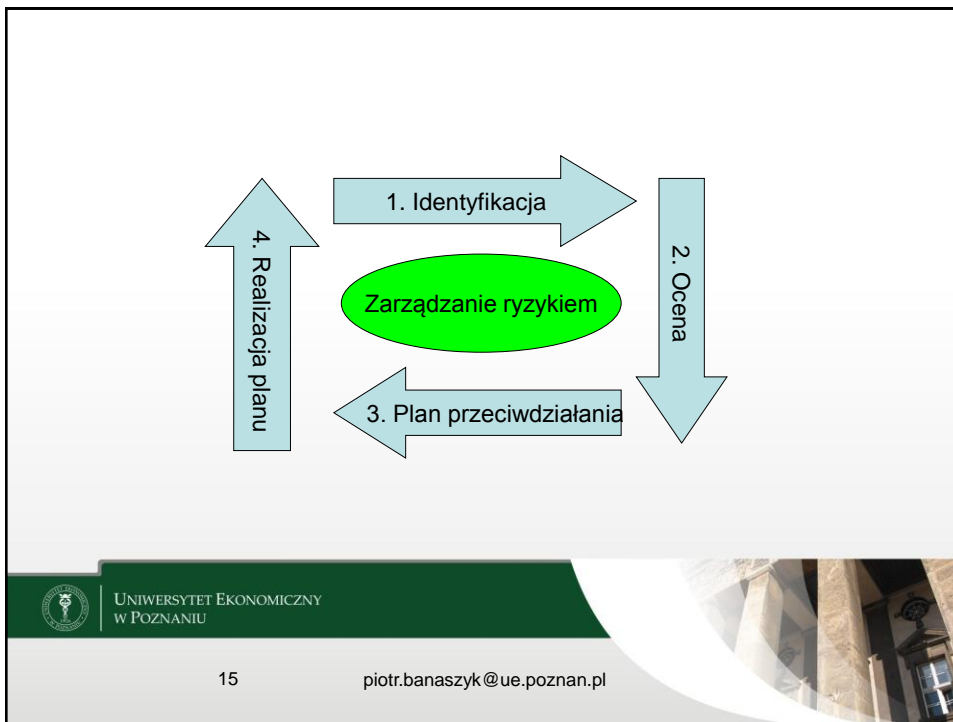 1. Identyfikacja
2. Ocena
3. Plan przeciwdziałania
4. Realizacja planu
Zarządzanie ryzykiem
UNIWERSYTET EKONOMICZNY
W POZNANIU
15
piotr.banaszyk@ue.poznan.pl